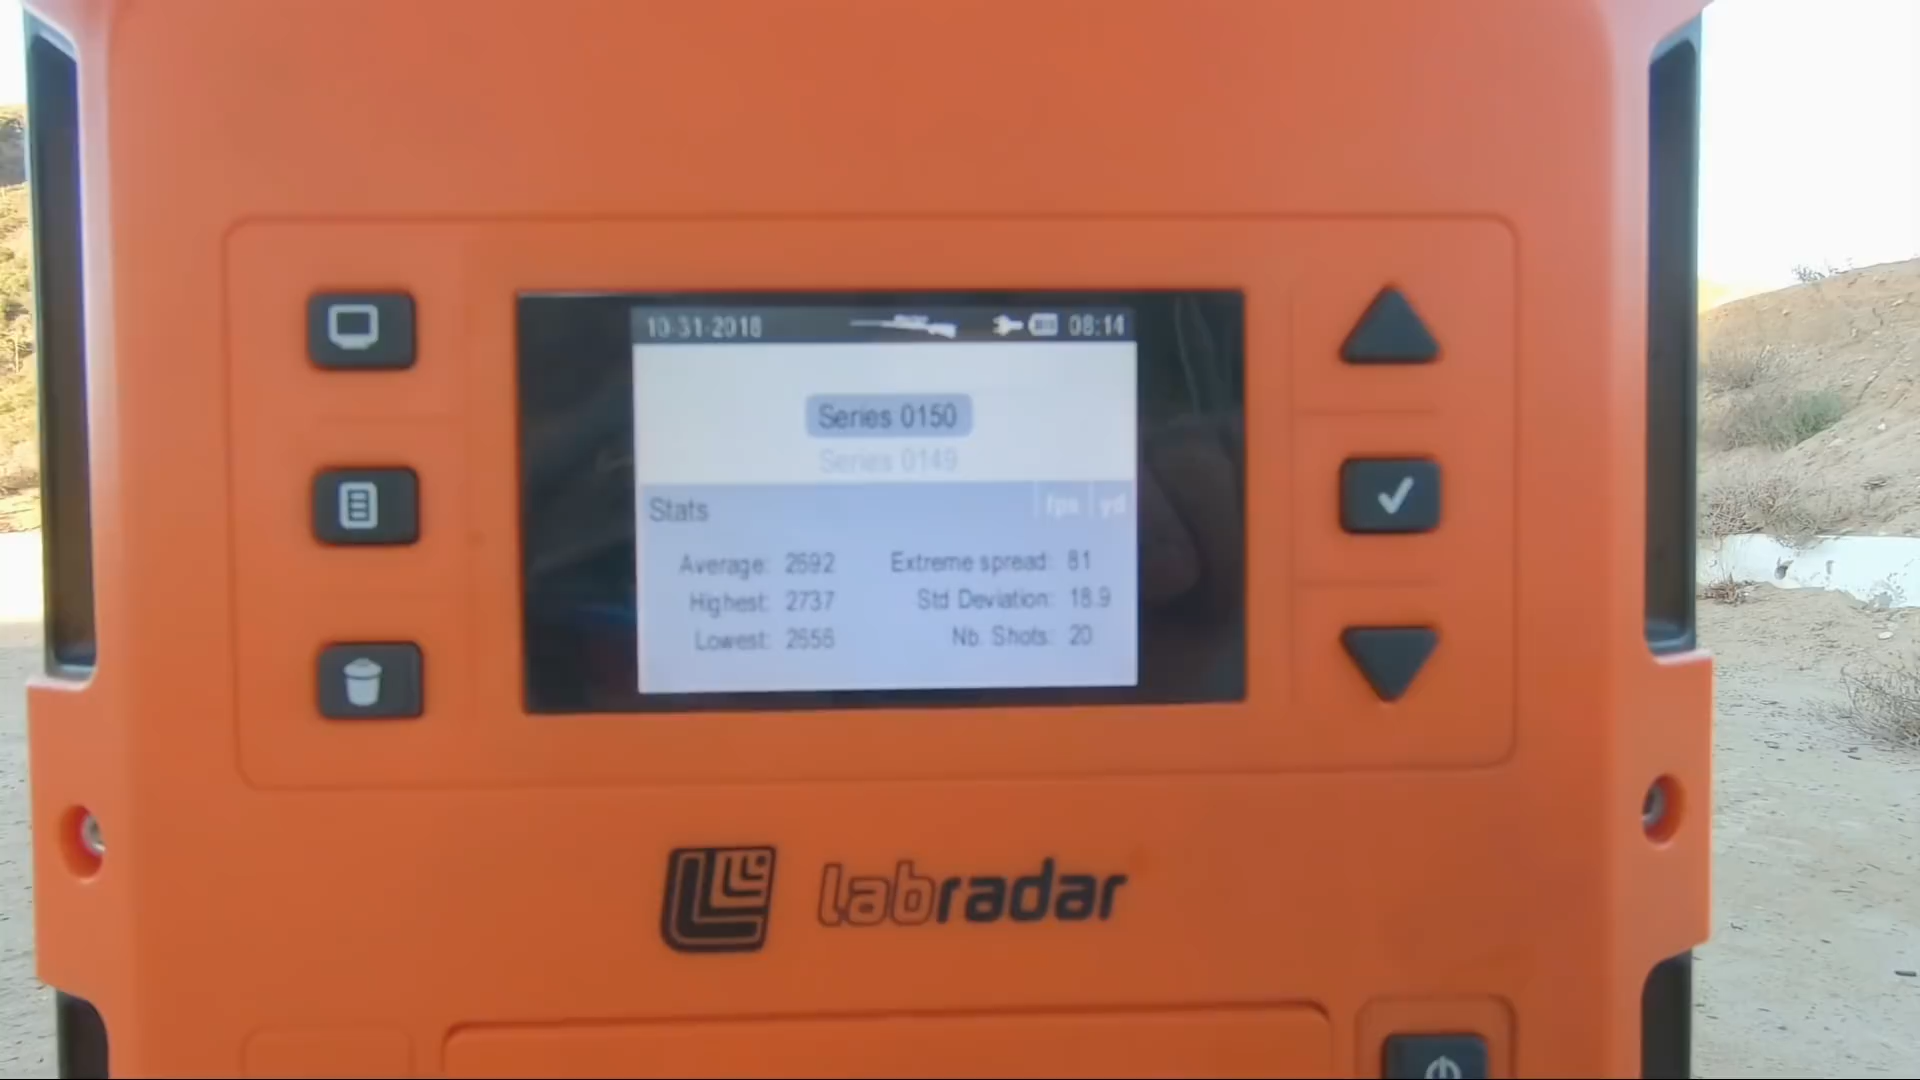 10-31-2018 08:14
Series 0150
Series 0149
Stats fps yd
Average: 2692 Extreme spread: 81
Highest: 2737 Std Deviation: 18.9
Lowest: 2656 Nb. Shots: 20
labradar